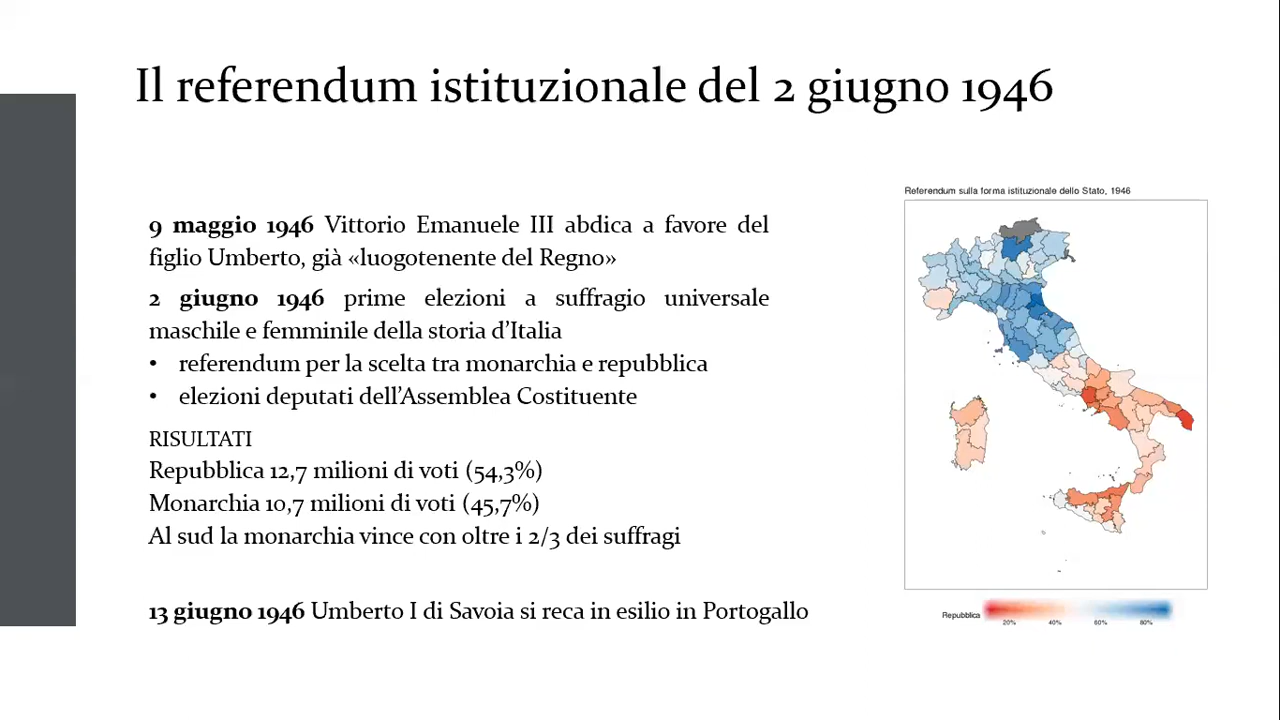 Il referendum istituzionale del 2 giugno 1946
9 maggio 1946 Vittorio Emanuele III abdica a favore del
figlio Umberto, già «luogotenente del Regno»
2 giugno 1946 prime elezioni a suffragio universale
maschile e femminile della storia d'Italia
• referendum per la scelta tra monarchia e repubblica
• elezioni deputati dell'Assemblea Costituente
RISULTATI
Repubblica 12,7 milioni di voti (54,3%)
Monarchia 10,7 milioni di voti (45,7%)
Al sud la monarchia vince con oltre i 2/3 dei suffragi
13 giugno 1946 Umberto I di Savoia si reca in esilio in Portogallo
Referendum sulla forma istituzionale dello Stato, 1946
Repubblica
20% 40% 60% 80%